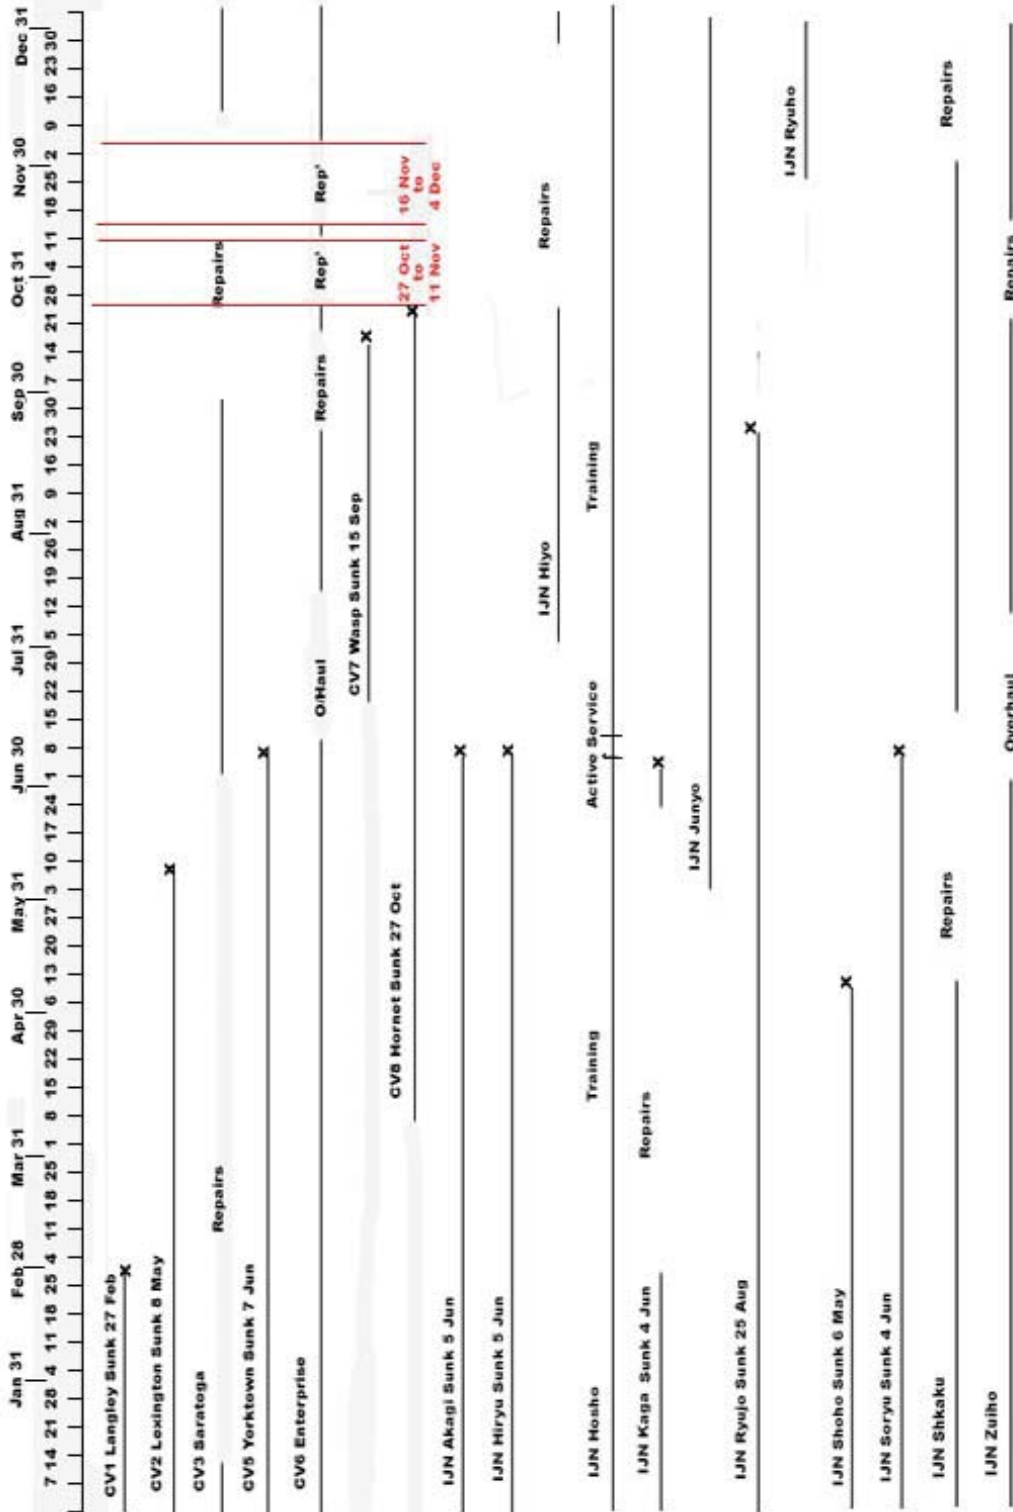 Jan 31 Feb 28 Mar 31 Apr 30 May 31 Jun 30 Jul 31 Aug 31 Sep 30 Oct 31 Nov 30 Dec 31
7 14 21 28 4 11 18 25 4 11 18 25 1 8 15 22 29 6 13 20 27 3 10 17 24 1 8 15 22 29 5 12 19 26 2 9 16 23 30 7 14 21 28 4 11 18 25 2 9 16 23 30
CV1 Langley Sunk 27 Feb
CV2 Lexington Sunk 8 May
CV3 Saratoga Repairs Repairs
CV5 Yorktown Sunk 7 Jun
CV6 Enterprise O/Haul Repairs Rep' Rep'
CV7 Wasp Sunk 15 Sep
CV8 Hornet Sunk 27 Oct
27 Oct
to
11 Nov
16 Nov
to
4 Dec
IJN Akagi Sunk 5 Jun
IJN Hiryu Sunk 5 Jun
IJN Hiyo Repairs
IJN Hosho Training Active Service Training
IJN Kaga Sunk 4 Jun Repairs
IJN Junyo
IJN Ryujo Sunk 25 Aug
IJN Ryuho
IJN Shoho Sunk 6 May
IJN Soryu Sunk 4 Jun
IJN Shkaku Repairs Repairs
IJN Zuiho Overhaul Repairs